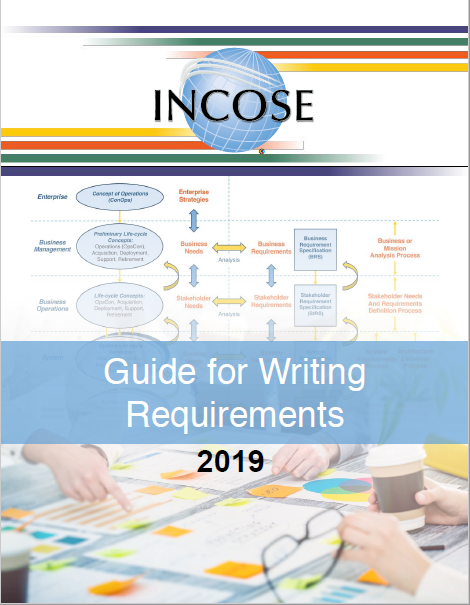 INCOSE
Enterprise
Concept of Operations
(ConOps)
Enterprise
Strategies
Business
Management
Preliminary Life-cycle
Concepts:
Operations (OpsCon),
Acquisition, Deployment,
Support, Retirement
Business
Needs
Analysis
Business
Requirements
Business
Requirement
Specification
(BRS)
Business or
Mission
Analysis Process
Business
Operations
Life-cycle Concepts:
OpsCon, Acquisition,
Deployment, Support,
Retirement
Stakeholder
Needs
Analysis
Stakeholder
Requirements
Stakeholder
Requirement
Specification
(StRS)
Stakeholder Needs
And Requirements
Definition Process
Guide for Writing
Requirements
2019